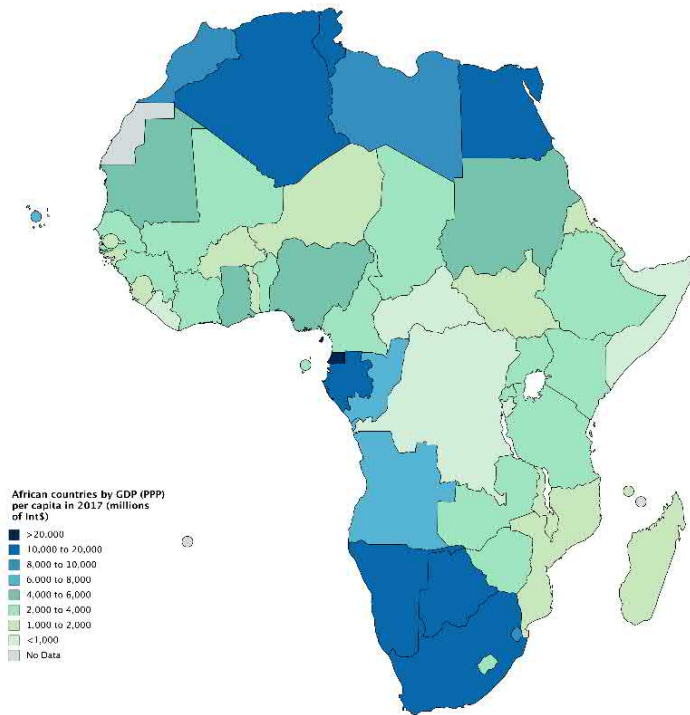 African countries by GDP (PPP)
per capita in 2017 (millions
of Int$)
>20,000
10,000 to 20,000
8,000 to 10,000
6,000 to 8,000
4,000 to 6,000
2,000 to 4,000
1,000 to 2,000
<1,000
No Data